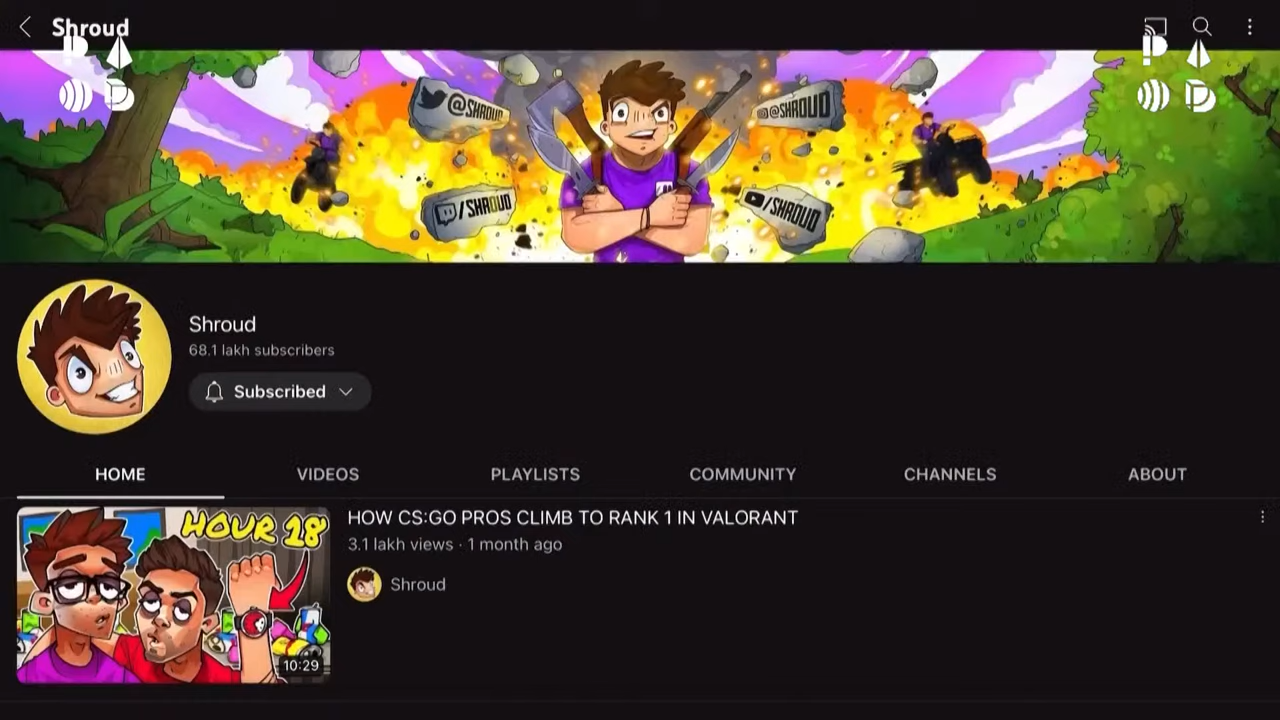 Shroud
@SHROUD
@SHROUD
/SHROUD
/SHROUD
Shroud
68.1 lakh subscribers
Subscribed
HOME
VIDEOS
PLAYLISTS
COMMUNITY
CHANNELS
ABOUT
HOUR 18
10:29
HOW CS:GO PROS CLIMB TO RANK 1 IN VALORANT
3.1 lakh views · 1 month ago
Shroud